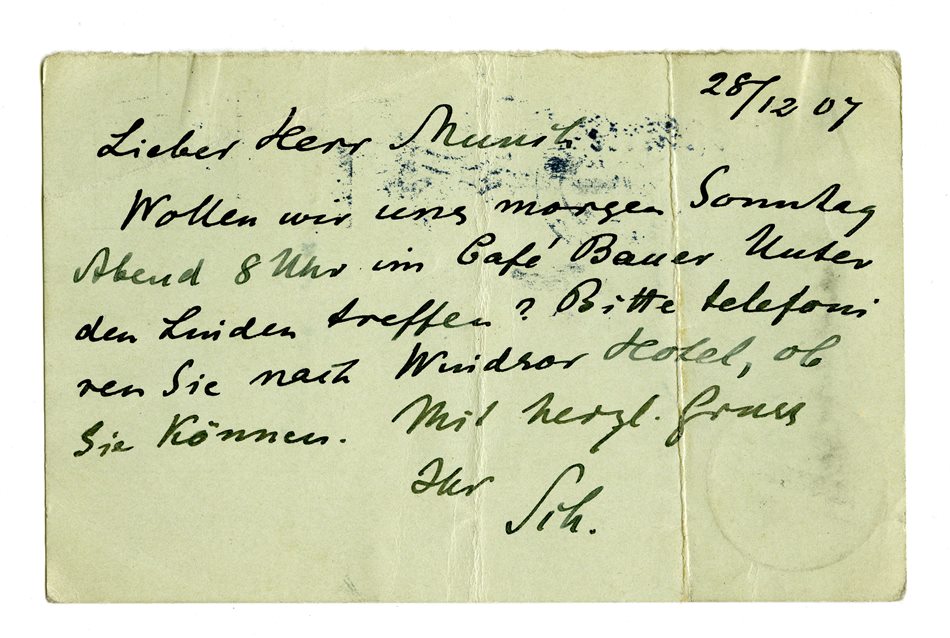 28/12 07
Lieber Herr Munch
Wollen wir uns morgen Sonntag
Abend 8 Uhr im Café Bauer Unter
den Linden treffen? Bitte telefoni
ren Sie nach Windsor Hotel, ob
Sie Können. Mit herzl. Gruss
Ihr
Sch.